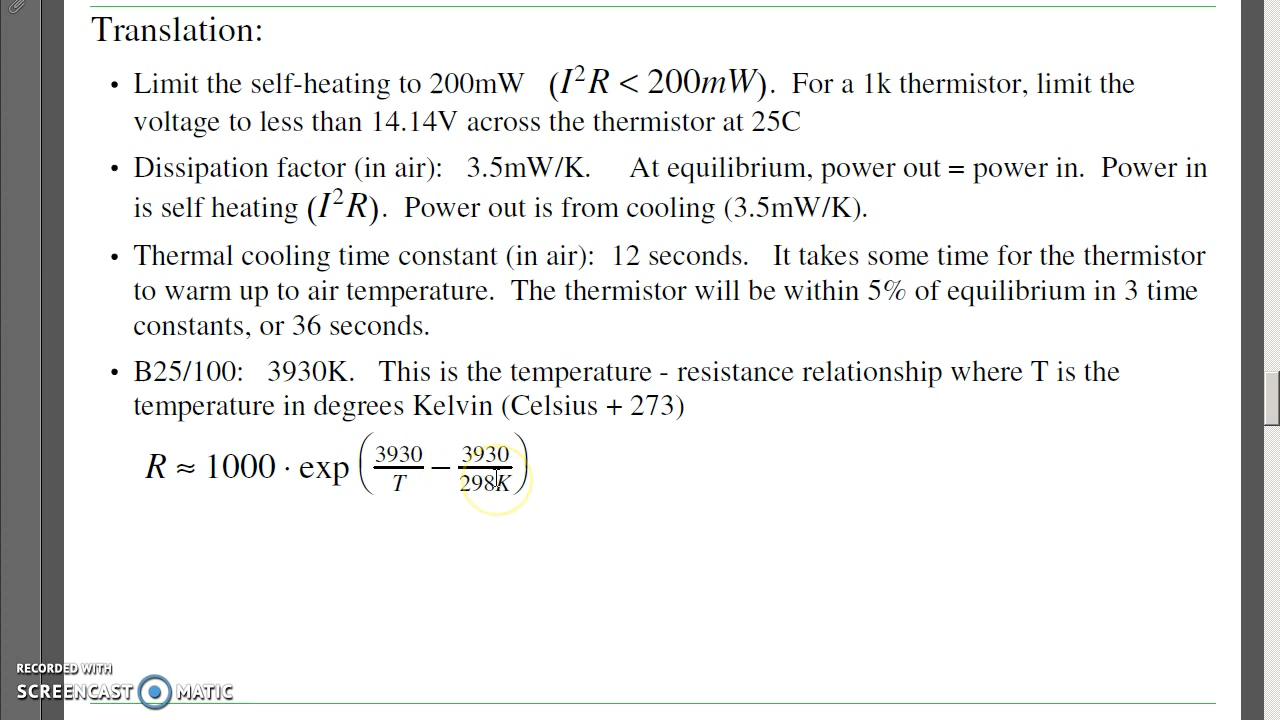 Translation:
• Limit the self-heating to 200mW (I²R < 200mW). For a 1k thermistor, limit the
voltage to less than 14.14V across the thermistor at 25C
• Dissipation factor (in air): 3.5mW/K. At equilibrium, power out = power in. Power in
is self heating (I²R). Power out is from cooling (3.5mW/K).
• Thermal cooling time constant (in air): 12 seconds. It takes some time for the thermistor
to warm up to air temperature. The thermistor will be within 5% of equilibrium in 3 time
constants, or 36 seconds.
• B25/100: 3930K. This is the temperature - resistance relationship where T is the
temperature in degrees Kelvin (Celsius + 273)
R ≈ 1000 · exp (3930/T − 3930/298K)
RECORDED WITH
SCREENCAST MATIC